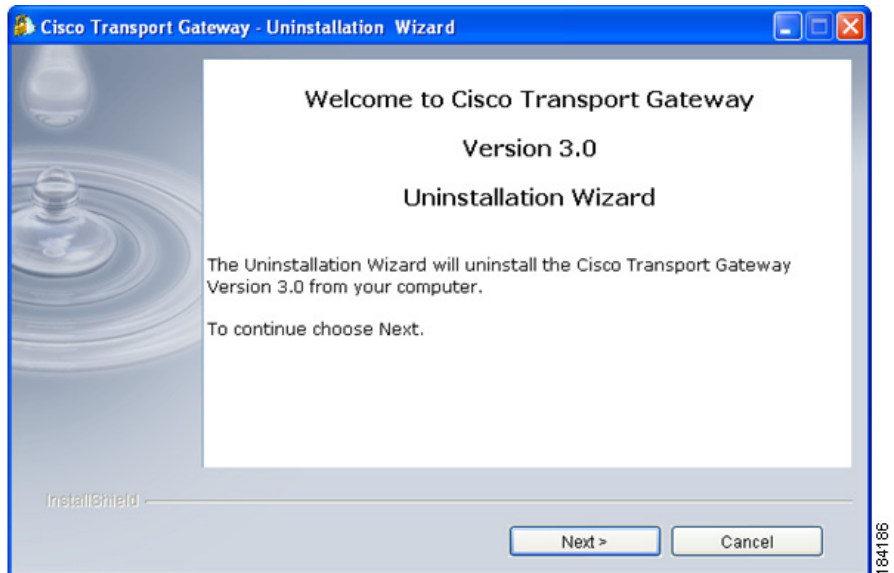 Cisco Transport Gateway - Uninstallation Wizard
Welcome to Cisco Transport Gateway
Version 3.0
Uninstallation Wizard
The Uninstallation Wizard will uninstall the Cisco Transport Gateway
Version 3.0 from your computer.
To continue choose Next.
InstallShield
Next >
Cancel
184186